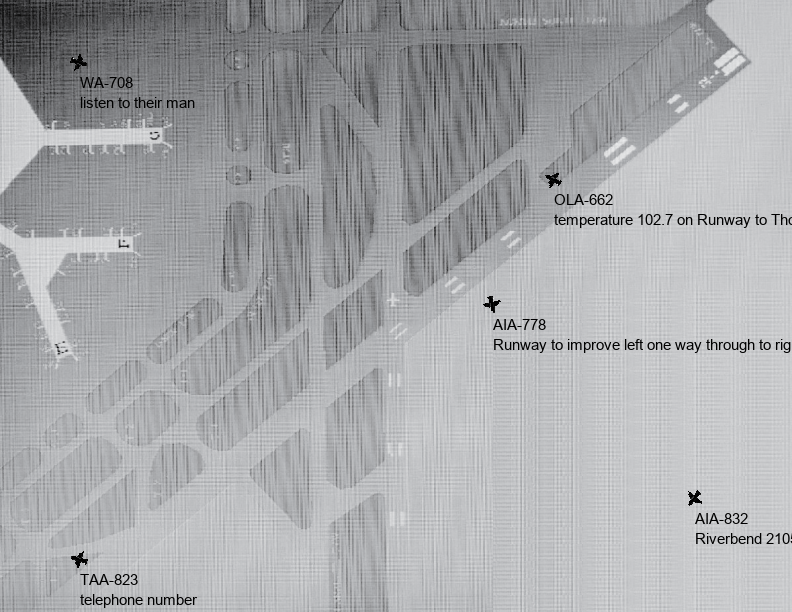 WA-708
listen to their man
OLA-662
temperature 102.7 on Runway to Tho
AIA-778
Runway to improve left one way through to rig
AIA-832
Riverbend 2105
TAA-823
telephone number